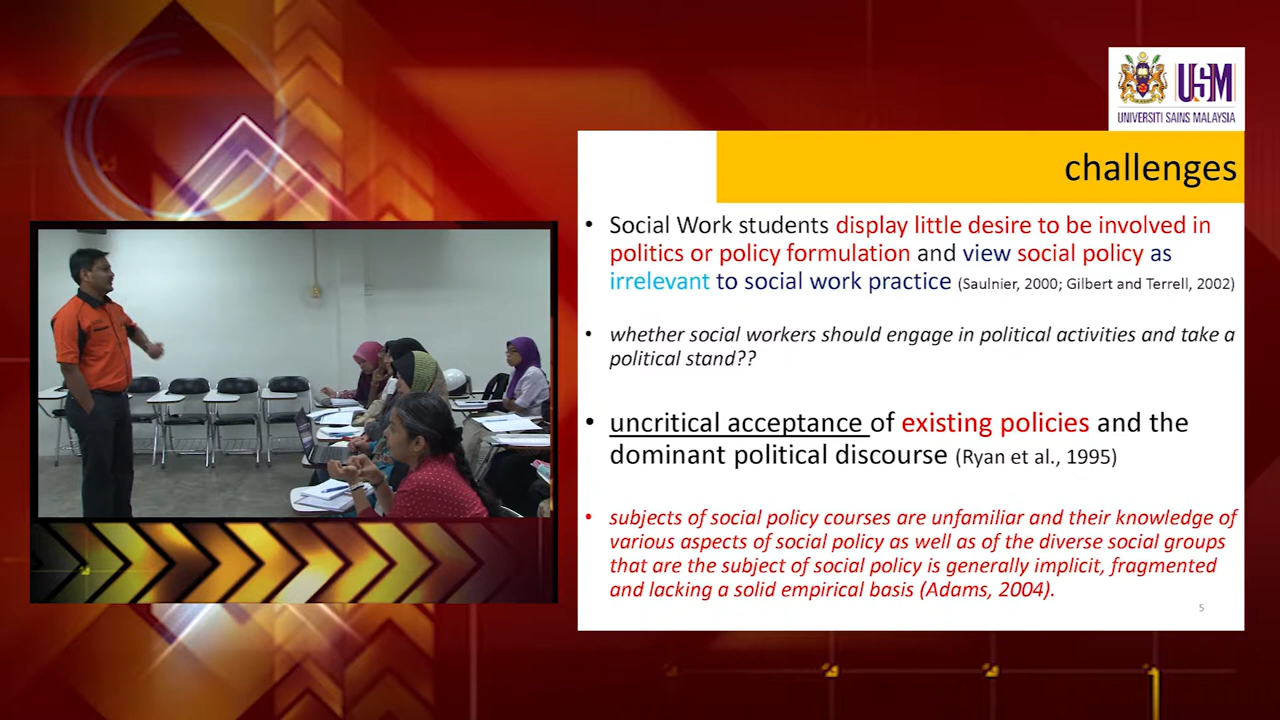 USM
UNIVERSITI SAINS MALAYSIA
challenges
• Social Work students display little desire to be involved in
politics or policy formulation and view social policy as
irrelevant to social work practice (Saulnier, 2000; Gilbert and Terrell, 2002)
• whether social workers should engage in political activities and take a
political stand??
• uncritical acceptance of existing policies and the
dominant political discourse (Ryan et al., 1995)
• subjects of social policy courses are unfamiliar and their knowledge of
various aspects of social policy as well as of the diverse social groups
that are the subject of social policy is generally implicit, fragmented
and lacking a solid empirical basis (Adams, 2004).
5